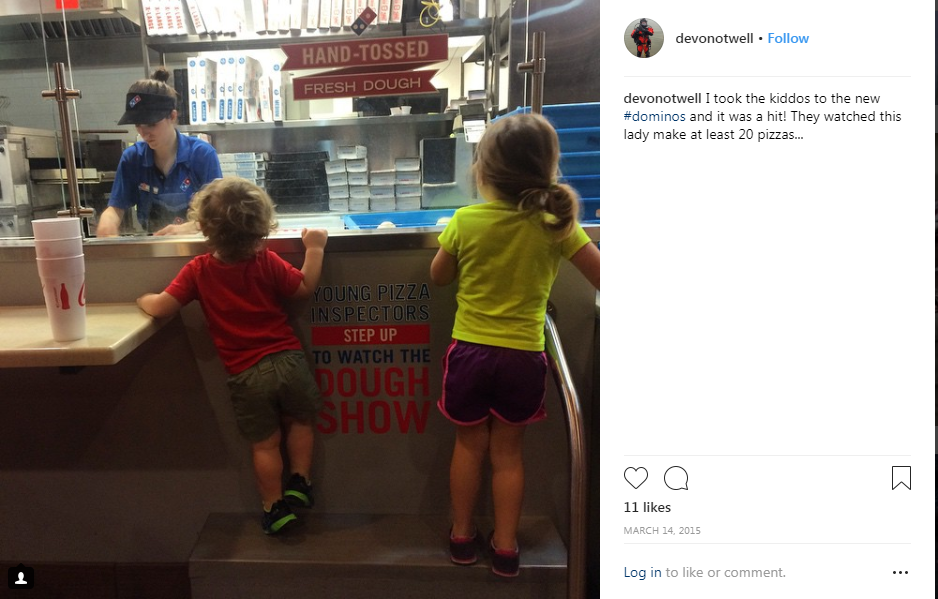 HAND-TOSSED
FRESH DOUGH
YOUNG PIZZA
INSPECTORS
STEP UP
TO WATCH THE
DOUGH
SHOW
devonotwell • Follow
devonotwell I took the kiddos to the new
#dominos and it was a hit! They watched this
lady make at least 20 pizzas...
11 likes
MARCH 14, 2015
Log in to like or comment.